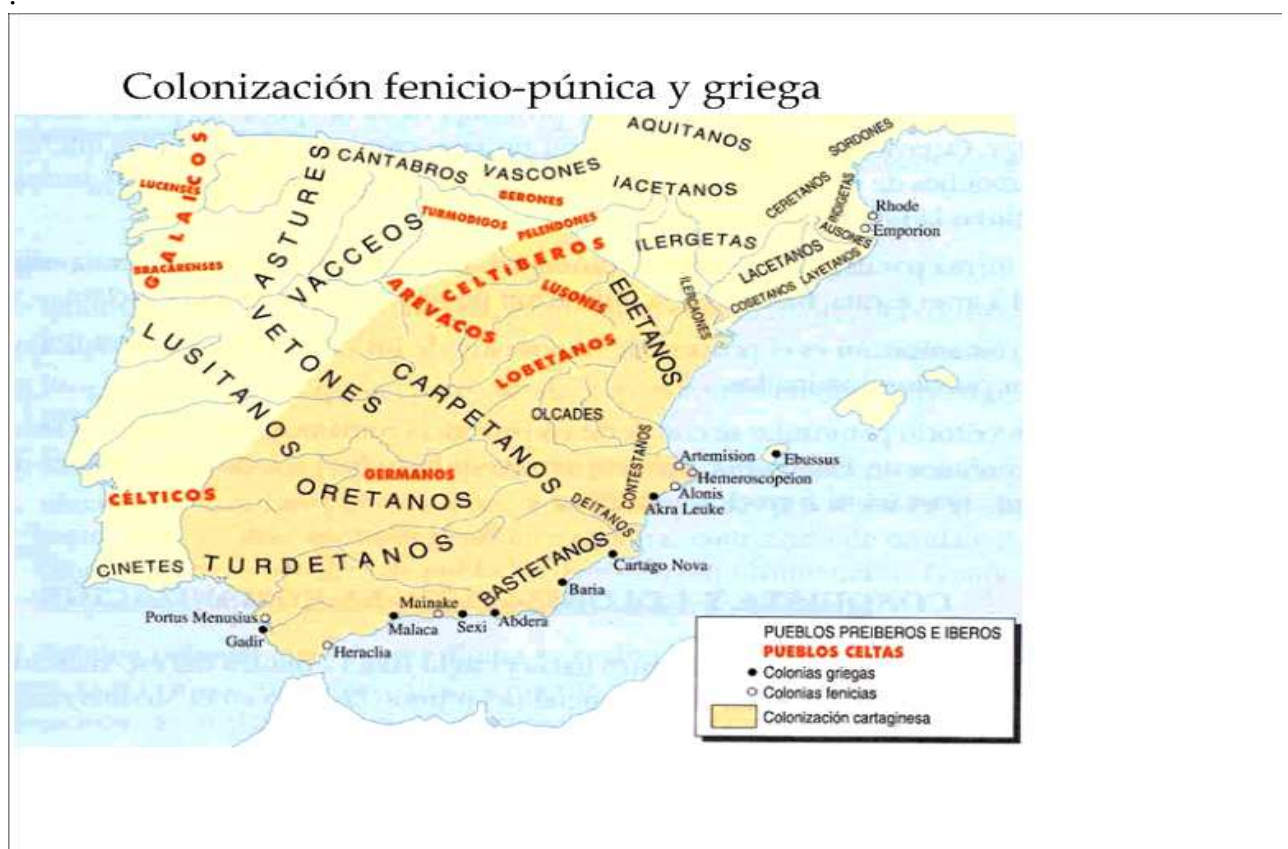 Colonización fenicio-púnica y griega
AQUITANOS
SORDONES
CÁNTABROS
VASCONES
IACETANOS
CERETANOS
INDIGETAS
AUSONES
Rhode
Emporion
GALAICOS
LUCENSES
BRACARENSES
ASTURES
VACCEOS
TURMODIGOS
BERONES
PELENDONES
ILERGETAS
LACETANOS
LAYETANOS
COSETANOS
ILERCAONES
CELTÍBEROS
AREVACOS
LUSONES
EDETANOS
LOBETANOS
LUSITANOS
VETONES
CARPETANOS
OLCADES
CONTESTANOS
Artemision
Ebussus
Hemeroscopeion
Alonis
Akra Leuke
GERMANOS
CÉLTICOS
ORETANOS
DEITANOS
CINETES
TURDETANOS
BASTETANOS
Cartago Nova
Baria
Portus Menusius
Gadir
Heraclia
Mainake
Malaca
Sexi
Abdera
PUEBLOS PREIBEROS E IBEROS
PUEBLOS CELTAS
Colonias griegas
Colonias fenicias
Colonización cartaginesa